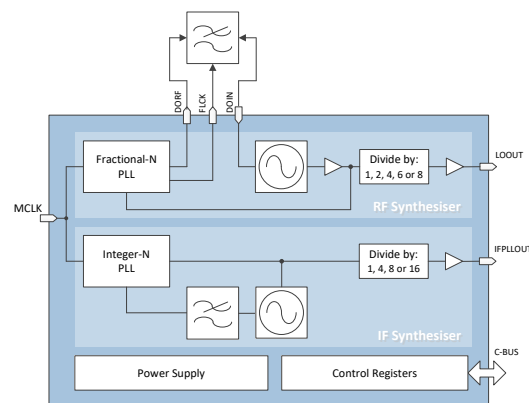 DORF
FLCK
DOIN
Fractional-N
PLL
Divide by:
1, 2, 4, 6 or 8
LOOUT
RF Synthesiser
MCLK
Integer-N
PLL
Divide by:
1, 4, 8 or 16
IFPLLOUT
IF Synthesiser
C-BUS
Power Supply
Control Registers